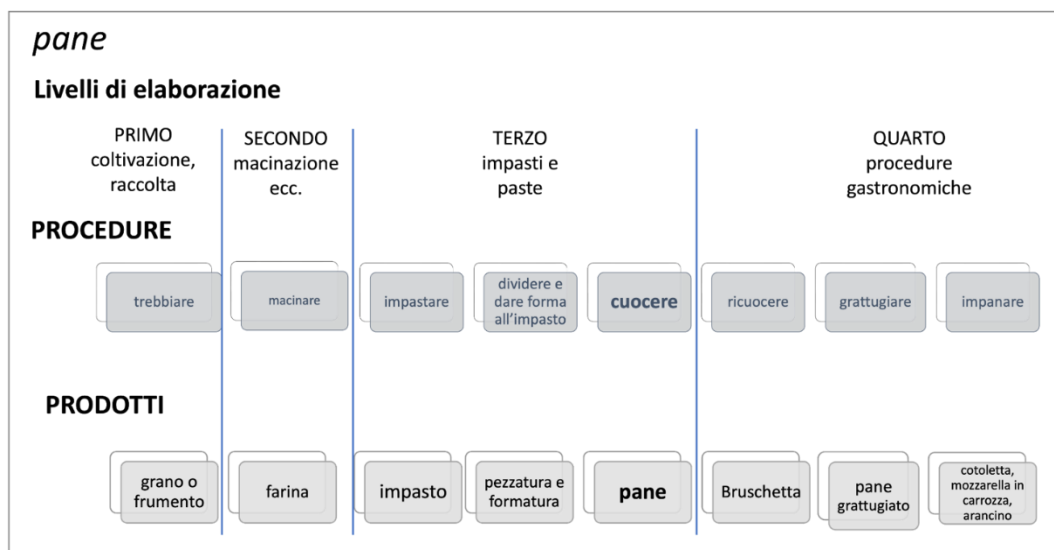 pane
Livelli di elaborazione
PRIMO
coltivazione,
raccolta
SECONDO
macinazione
ecc.
TERZO
impasti e
paste
QUARTO
procedure
gastronomiche
PROCEDURE
trebbiare
macinare
impastare
dividere e
dare forma
all'impasto
cuocere
ricuocere
grattugiare
impanare
PRODOTTI
grano o
frumento
farina
impasto
pezzatura e
formatura
pane
Bruschetta
pane
grattugiato
cotoletta,
mozzarella in
carrozza,
arancino